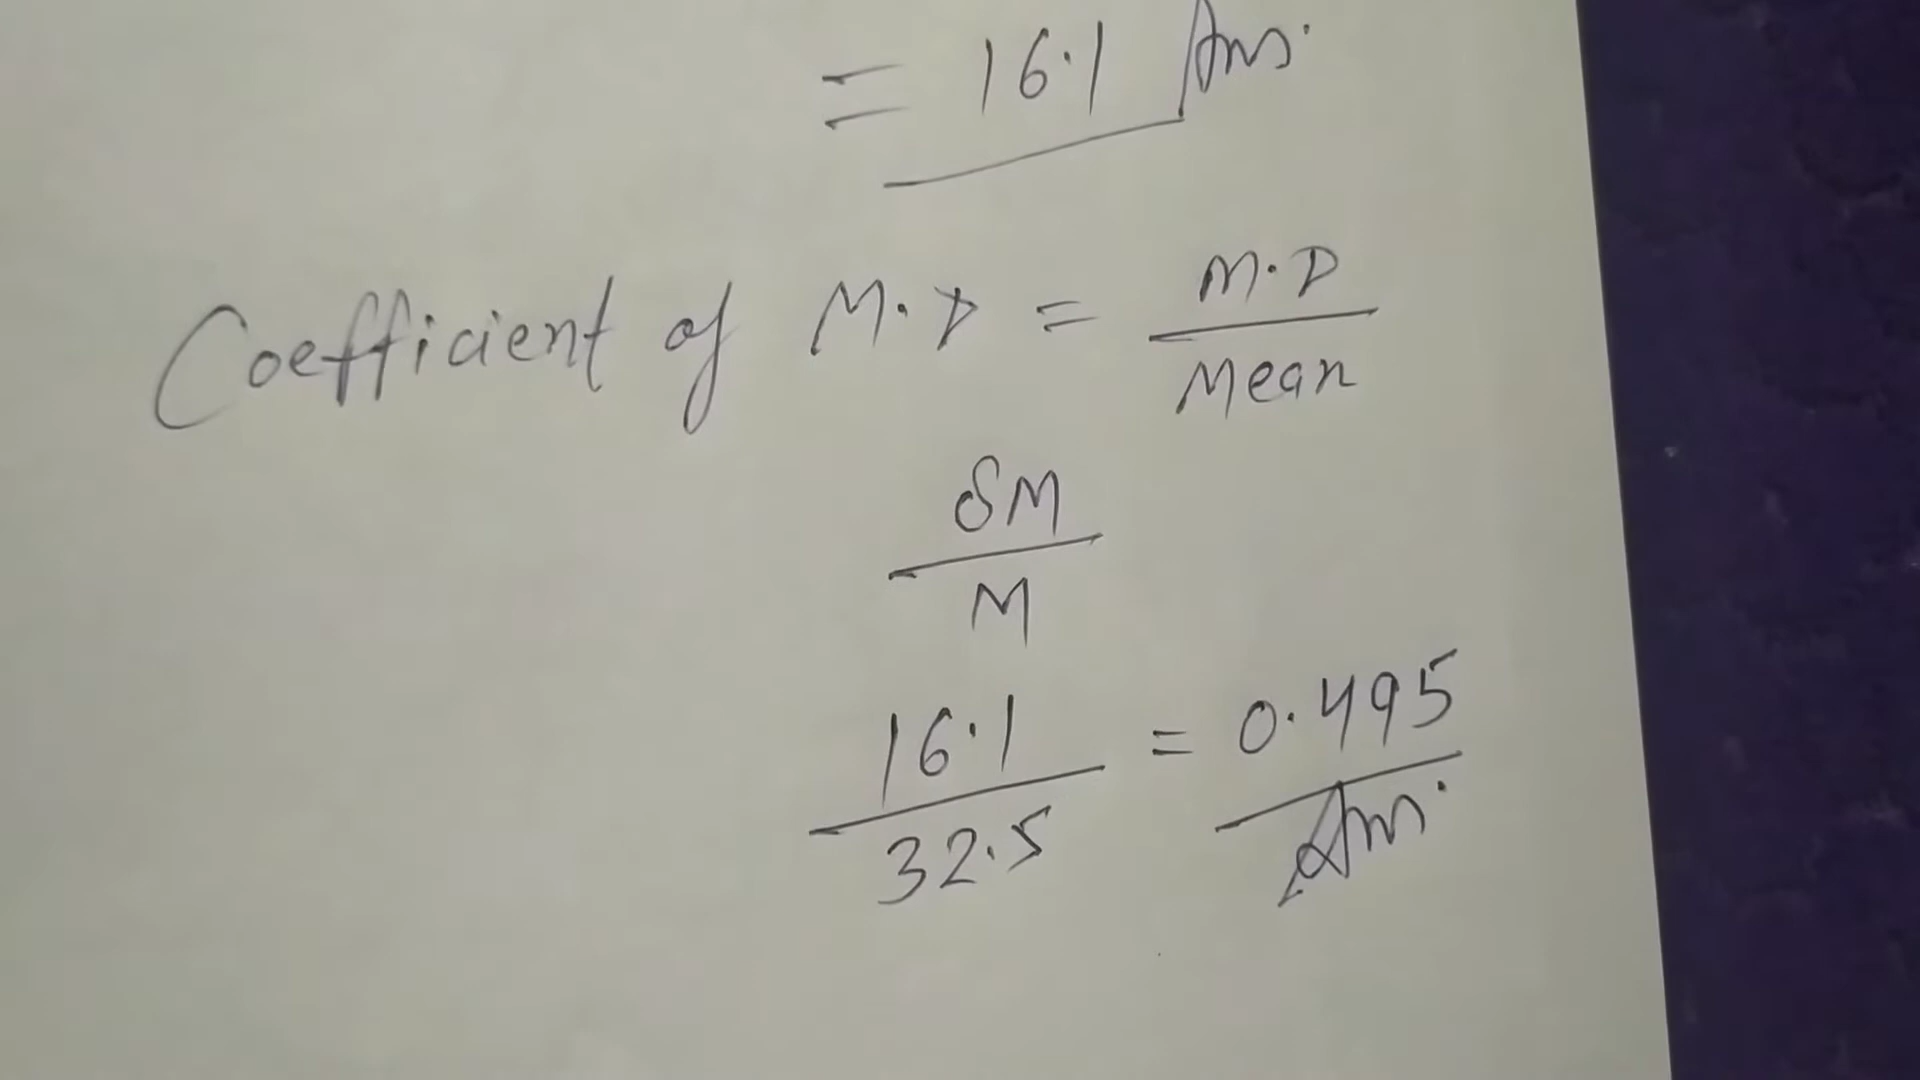 = 16.1 Ans.
Coefficient of M.D = M.D / Mean
δM / M
16.1 / 32.5 = 0.495
Ans.